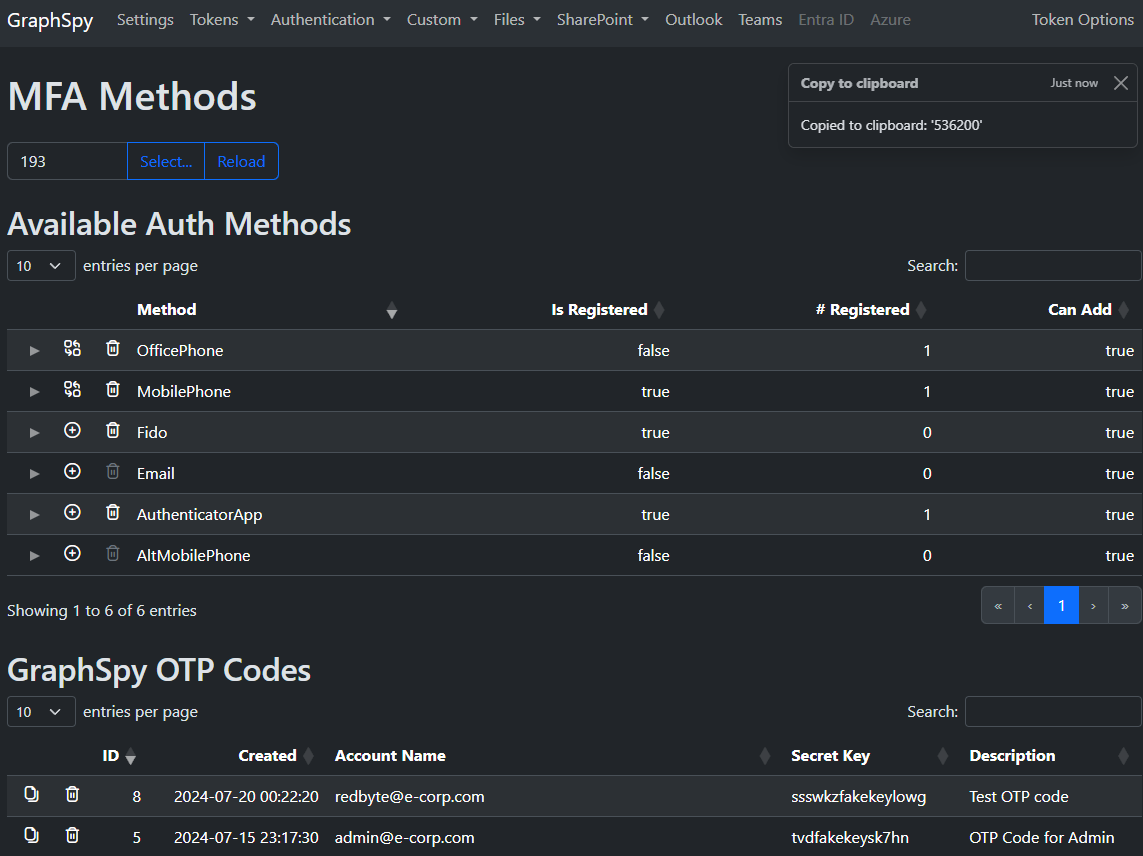 GraphSpy Settings Tokens Authentication Custom Files SharePoint Outlook Teams Entra ID Azure Token Options
MFA Methods
Copy to clipboard Just now
Copied to clipboard: '536200'
193 Select... Reload
Available Auth Methods
10 entries per page Search:
Method Is Registered # Registered Can Add
OfficePhone false 1 true
MobilePhone true 1 true
Fido true 0 true
Email false 0 true
AuthenticatorApp true 1 true
AltMobilePhone false 0 true
Showing 1 to 6 of 6 entries « ‹ 1 › »
GraphSpy OTP Codes
10 entries per page Search:
ID Created Account Name Secret Key Description
8 2024-07-20 00:22:20 redbyte@e-corp.com ssswkzfakekeylowg Test OTP code
5 2024-07-15 23:17:30 admin@e-corp.com tvdfakekeysk7hn OTP Code for Admin